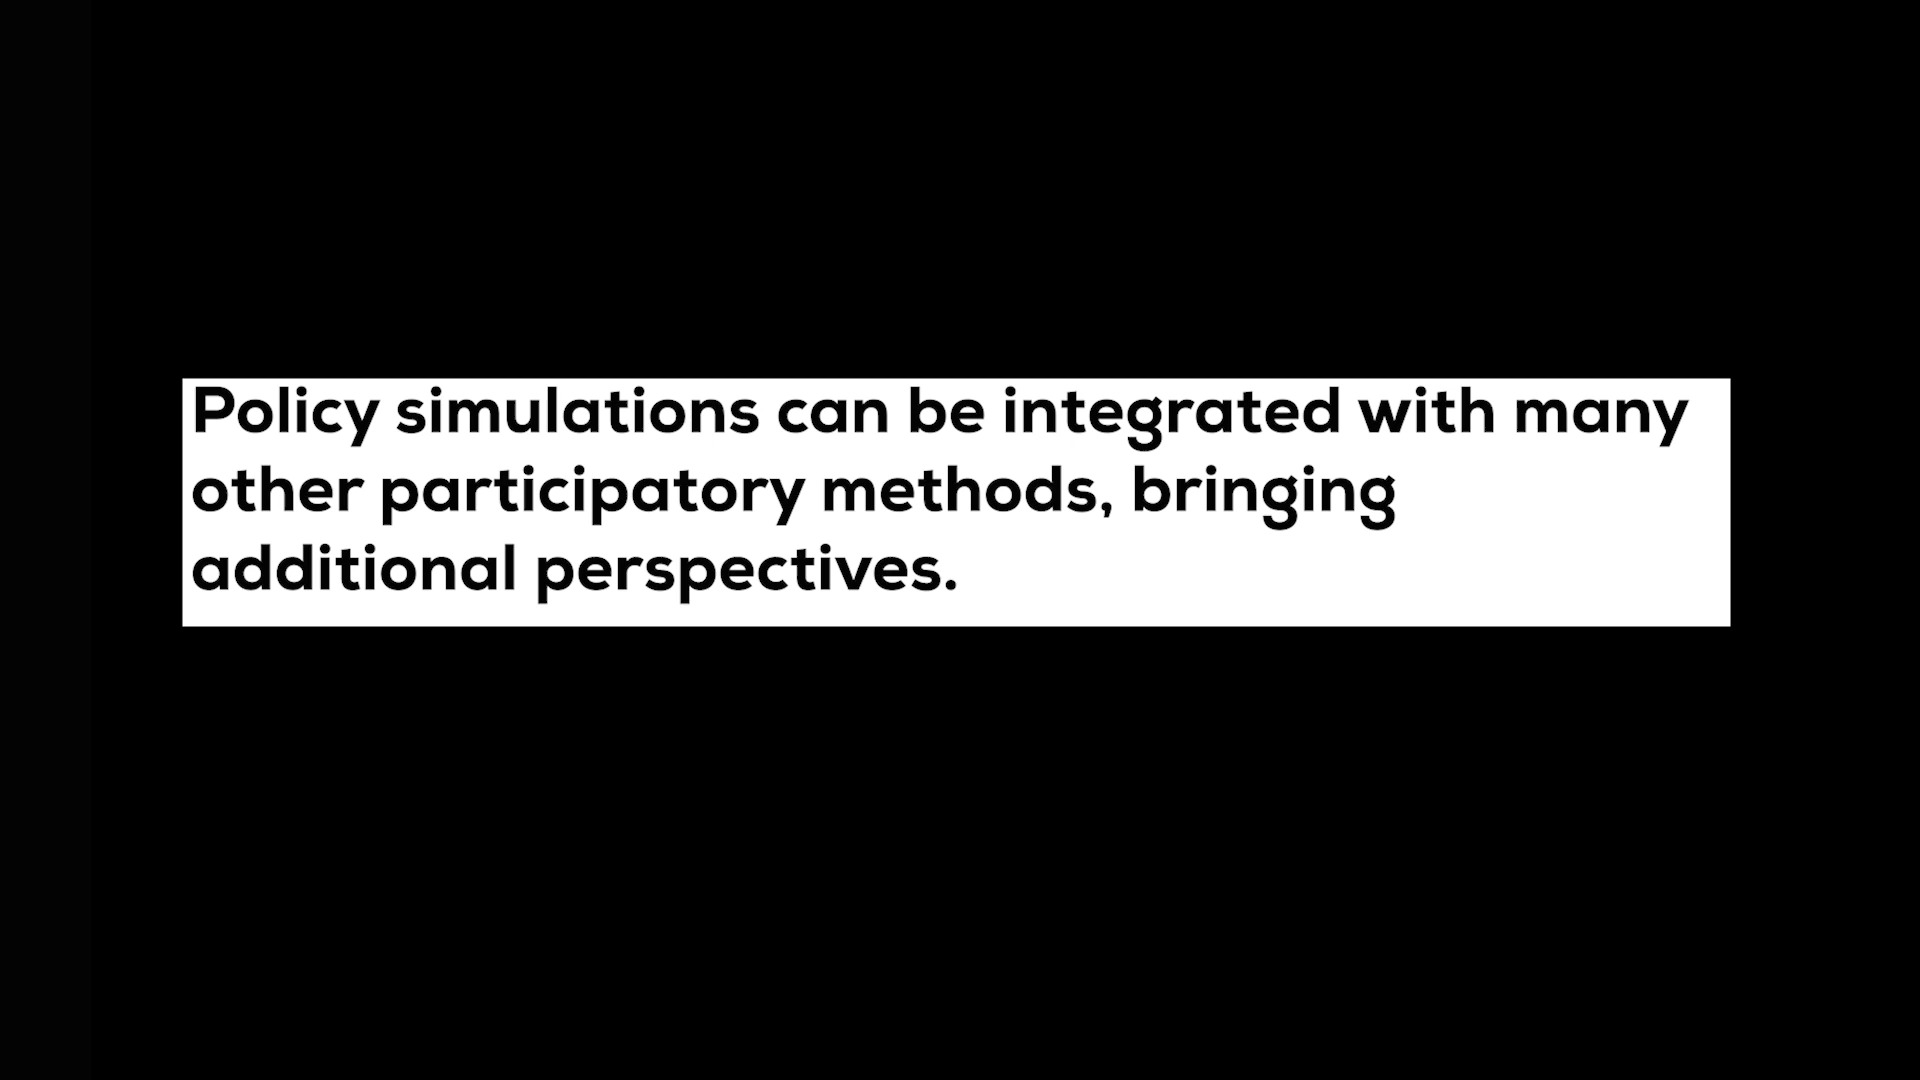 Policy simulations can be integrated with many
other participatory methods, bringing
additional perspectives.